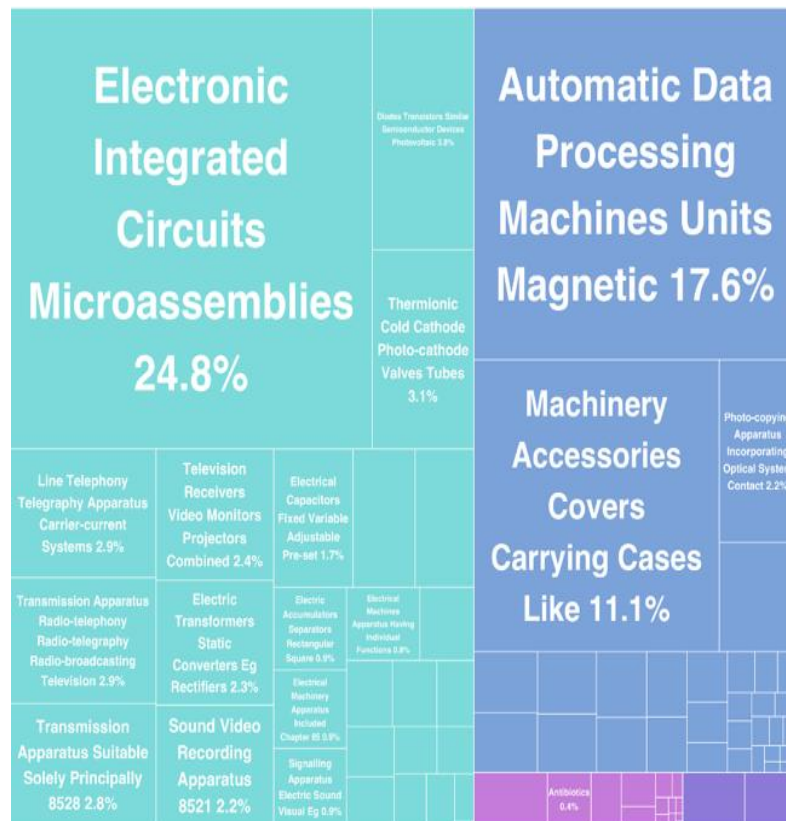 Electronic
Integrated
Circuits
Microassemblies
24.8%
Diodes Transistors Similar
Semiconductor Devices
Photovoltaic 3.8%
Thermionic
Cold Cathode
Photo-cathode
Valves Tubes
3.1%
Line Telephony
Telegraphy Apparatus
Carrier-current
Systems 2.9%
Television
Receivers
Video Monitors
Projectors
Combined 2.4%
Electrical
Capacitors
Fixed Variable
Adjustable
Pre-set 1.7%
Transmission Apparatus
Radio-telephony
Radio-telegraphy
Radio-broadcasting
Television 2.9%
Electric
Transformers
Static
Converters Eg
Rectifiers 2.3%
Electric
Accumulators
Separators
Rectangular
Square 0.9%
Electrical
Machines
Apparatus Having
Individual
Functions 0.8%
Transmission
Apparatus Suitable
Solely Principally
8528 2.8%
Sound Video
Recording
Apparatus
8521 2.2%
Electrical
Machinery
Apparatus
Included
Chapter 85 0.9%
Signalling
Apparatus
Electric Sound
Visual Eg 0.9%
Automatic Data
Processing
Machines Units
Magnetic 17.6%
Machinery
Accessories
Covers
Carrying Cases
Like 11.1%
Photo-copying
Apparatus
Incorporating
Optical System
Contact 2.2%
Antibiotics
0.4%